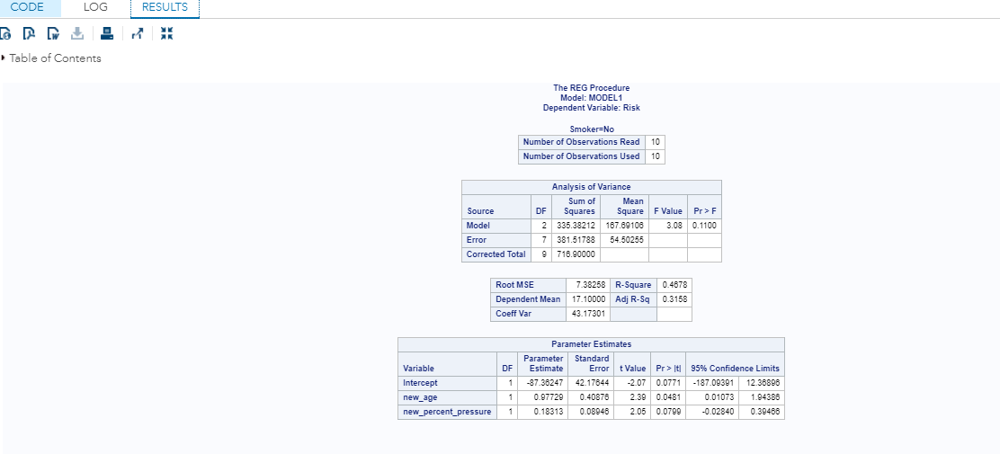 CODE LOG RESULTS
Table of Contents
The REG Procedure
Model: MODEL1
Dependent Variable: Risk
Smoker=No
Number of Observations Read 10
Number of Observations Used 10
Analysis of Variance
Source DF Sum of Squares Mean Square F Value Pr > F
Model 2 335.38212 167.69106 3.08 0.1100
Error 7 381.51788 54.50255
Corrected Total 9 716.90000
Root MSE 7.38258 R-Square 0.4678
Dependent Mean 17.10000 Adj R-Sq 0.3158
Coeff Var 43.17301
Parameter Estimates
Variable DF Parameter Estimate Standard Error t Value Pr > |t| 95% Confidence Limits
Intercept 1 -87.36247 42.17644 -2.07 0.0771 -187.09391 12.36896
new_age 1 0.97729 0.40876 2.39 0.0481 0.01073 1.94386
new_percent_pressure 1 0.18313 0.08946 2.05 0.0799 -0.02840 0.39466